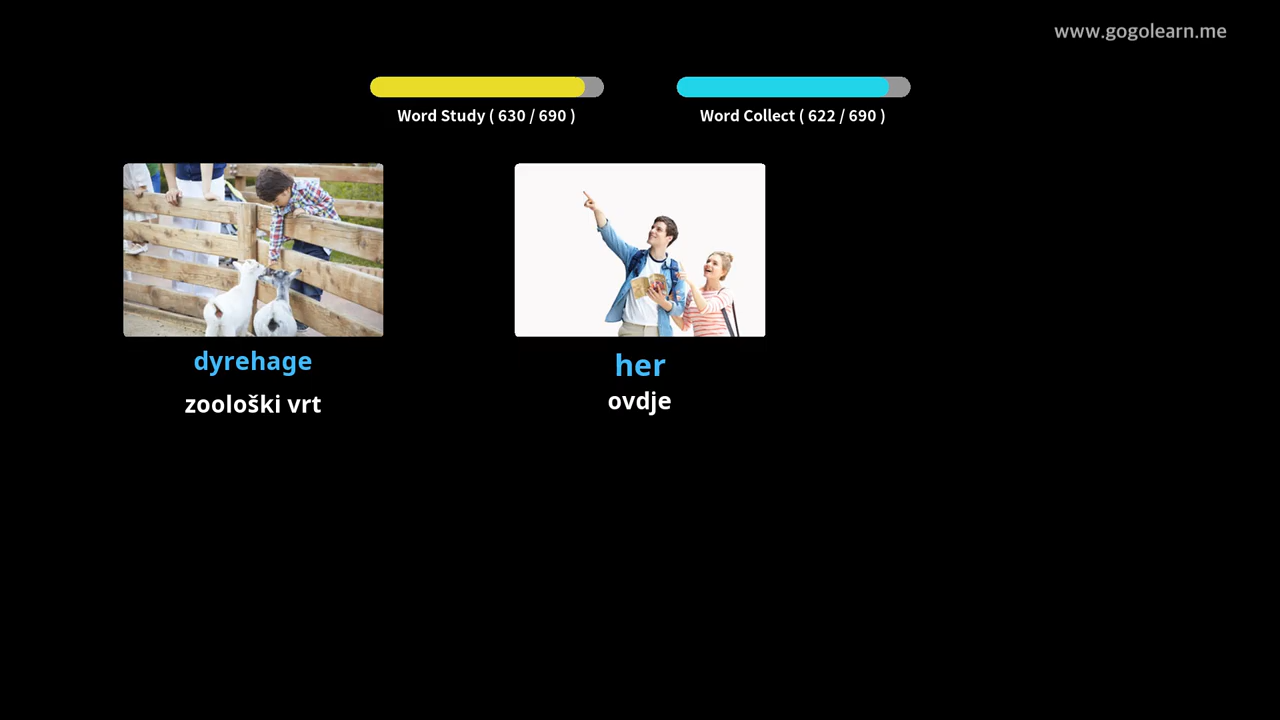 www.gogolearn.me
Word Study ( 630 / 690 )
Word Collect ( 622 / 690 )
dyrehage
zoološki vrt
her
ovdje